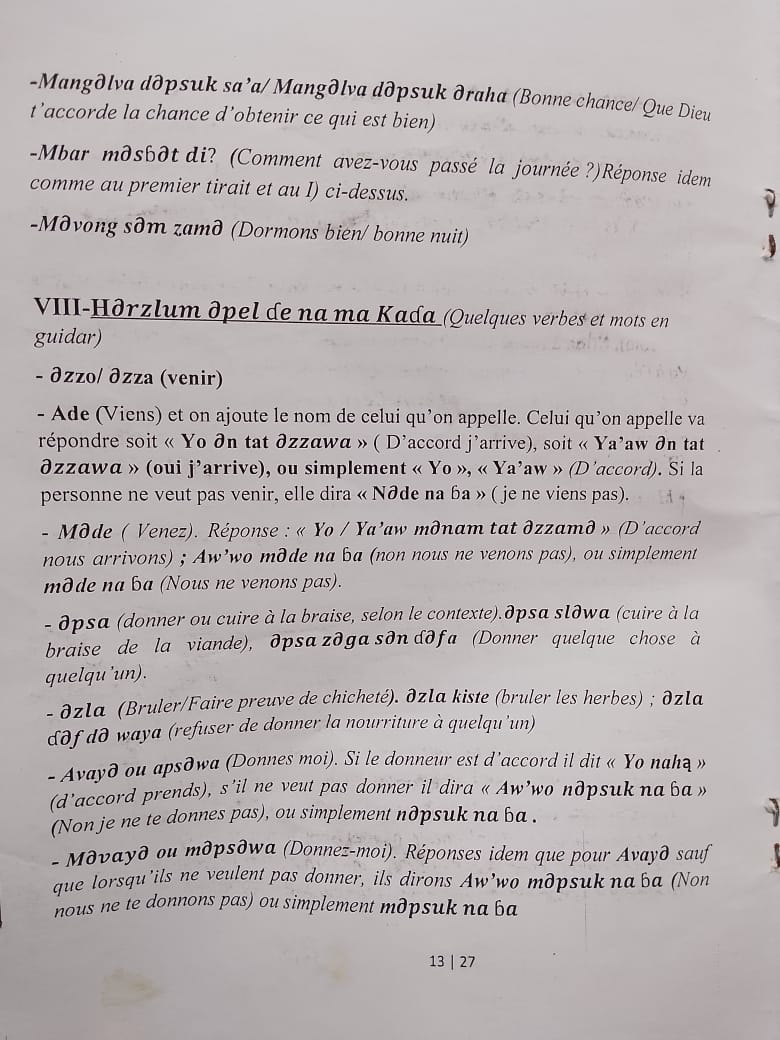 -Mangəlva dəpsuk sa’a/ Mangəlva dəpsuk əraha (Bonne chance/ Que Dieu
t’accorde la chance d’obtenir ce qui est bien)
-Mbar məsɓət di? (Comment avez-vous passé la journée ?)Réponse idem
comme au premier tirait et au I) ci-dessus.
-Məvong səm zamə (Dormons bien/ bonne nuit)
VIII-Hərzlum əpel ɗe na ma Kaɗa (Quelques verbes et mots en
guidar)
- əzzo/ əzza (venir)
- Ade (Viens) et on ajoute le nom de celui qu’on appelle. Celui qu’on appelle va
répondre soit « Yo ən tat əzzawa » ( D’accord j’arrive), soit « Ya’aw ən tat
əzzawa » (oui j’arrive), ou simplement « Yo », « Ya’aw » (D’accord). Si la
personne ne veut pas venir, elle dira « Nəde na ɓa » ( je ne viens pas).
- Məde ( Venez). Réponse : « Yo / Ya’aw mənam tat əzzamə » (D’accord
nous arrivons) ; Aw’wo məde na ɓa (non nous ne venons pas), ou simplement
məde na ɓa (Nous ne venons pas).
- əpsa (donner ou cuire à la braise, selon le contexte).əpsa sləwa (cuire à la
braise de la viande), əpsa zəga sən ɗəfa (Donner quelque chose à
quelqu’un).
- əzla (Bruler/Faire preuve de chicheté). əzla kiste (bruler les herbes) ; əzla
ɗəf də waya (refuser de donner la nourriture à quelqu’un)
- Avayə ou apsəwa (Donnes moi). Si le donneur est d’accord il dit « Yo nahą »
(d’accord prends), s’il ne veut pas donner il dira « Aw’wo nəpsuk na ɓa »
(Non je ne te donnes pas), ou simplement nəpsuk na ɓa .
- Məvayə ou məpsəwa (Donnez-moi). Réponses idem que pour Avayə sauf
que lorsqu’ils ne veulent pas donner, ils dirons Aw’wo məpsuk na ɓa (Non
nous ne te donnons pas) ou simplement məpsuk na ɓa
13 | 27